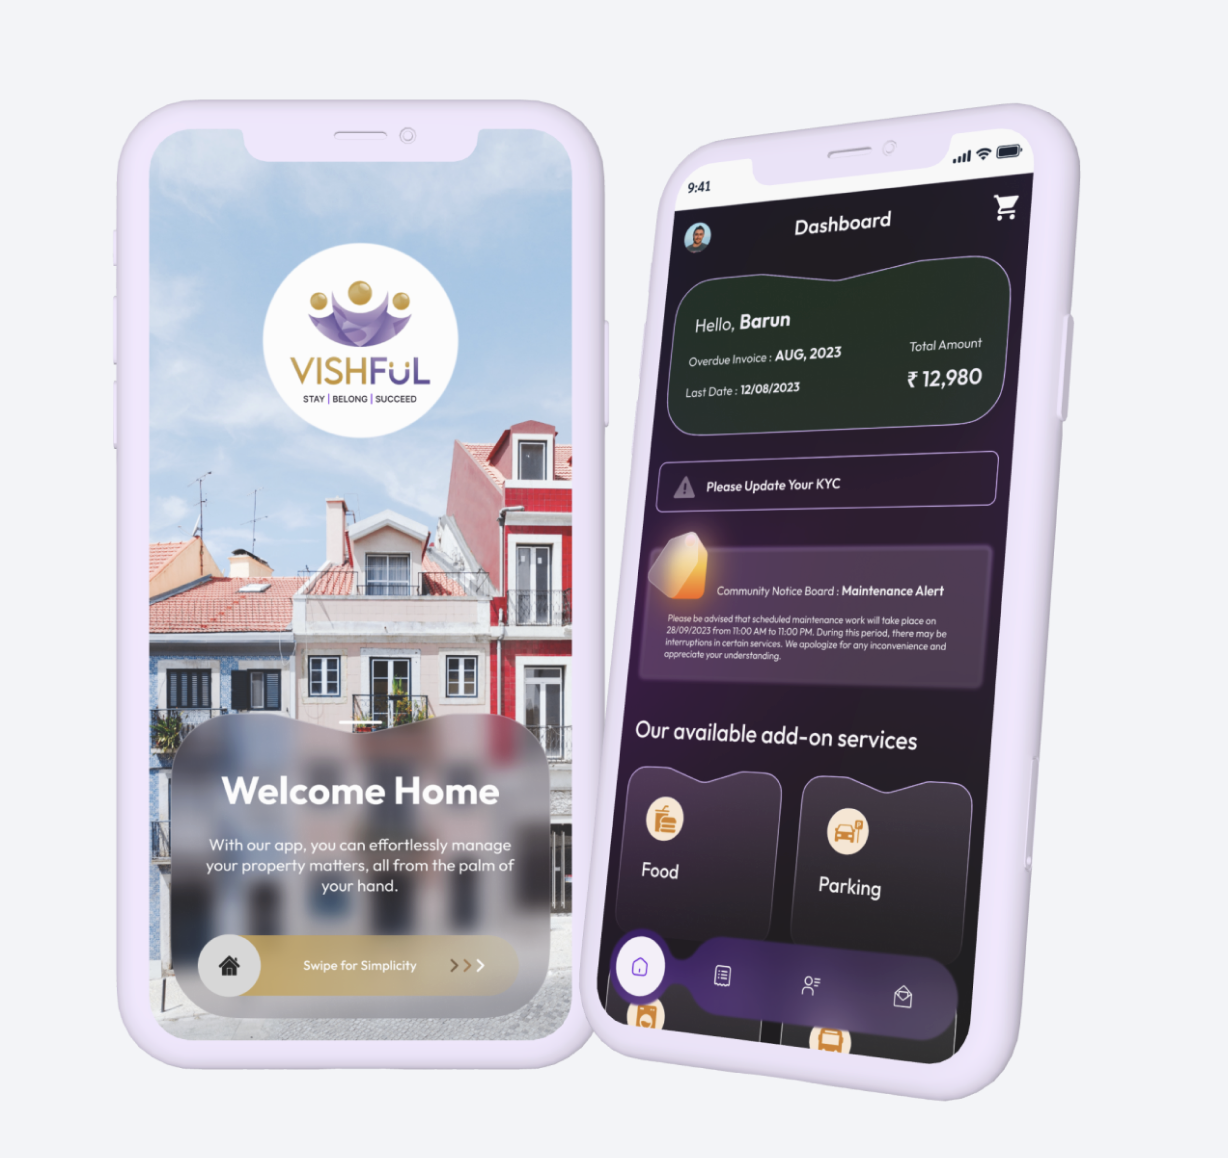 VISHFüL
STAY | BELONG | SUCCEED
Welcome Home
With our app, you can effortlessly manage
your property matters, all from the palm of
your hand.
Swipe for Simplicity
9:41
Dashboard
Hello, Barun
Overdue Invoice : AUG, 2023
Last Date : 12/08/2023
Total Amount
₹ 12,980
Please Update Your KYC
Community Notice Board : Maintenance Alert
Please be advised that scheduled maintenance work will take place on
28/09/2023 from 11:00 AM to 11:00 PM. During this period, there may be
interruptions in certain services. We apologize for any inconvenience and
appreciate your understanding.
Our available add-on services
Food
Parking